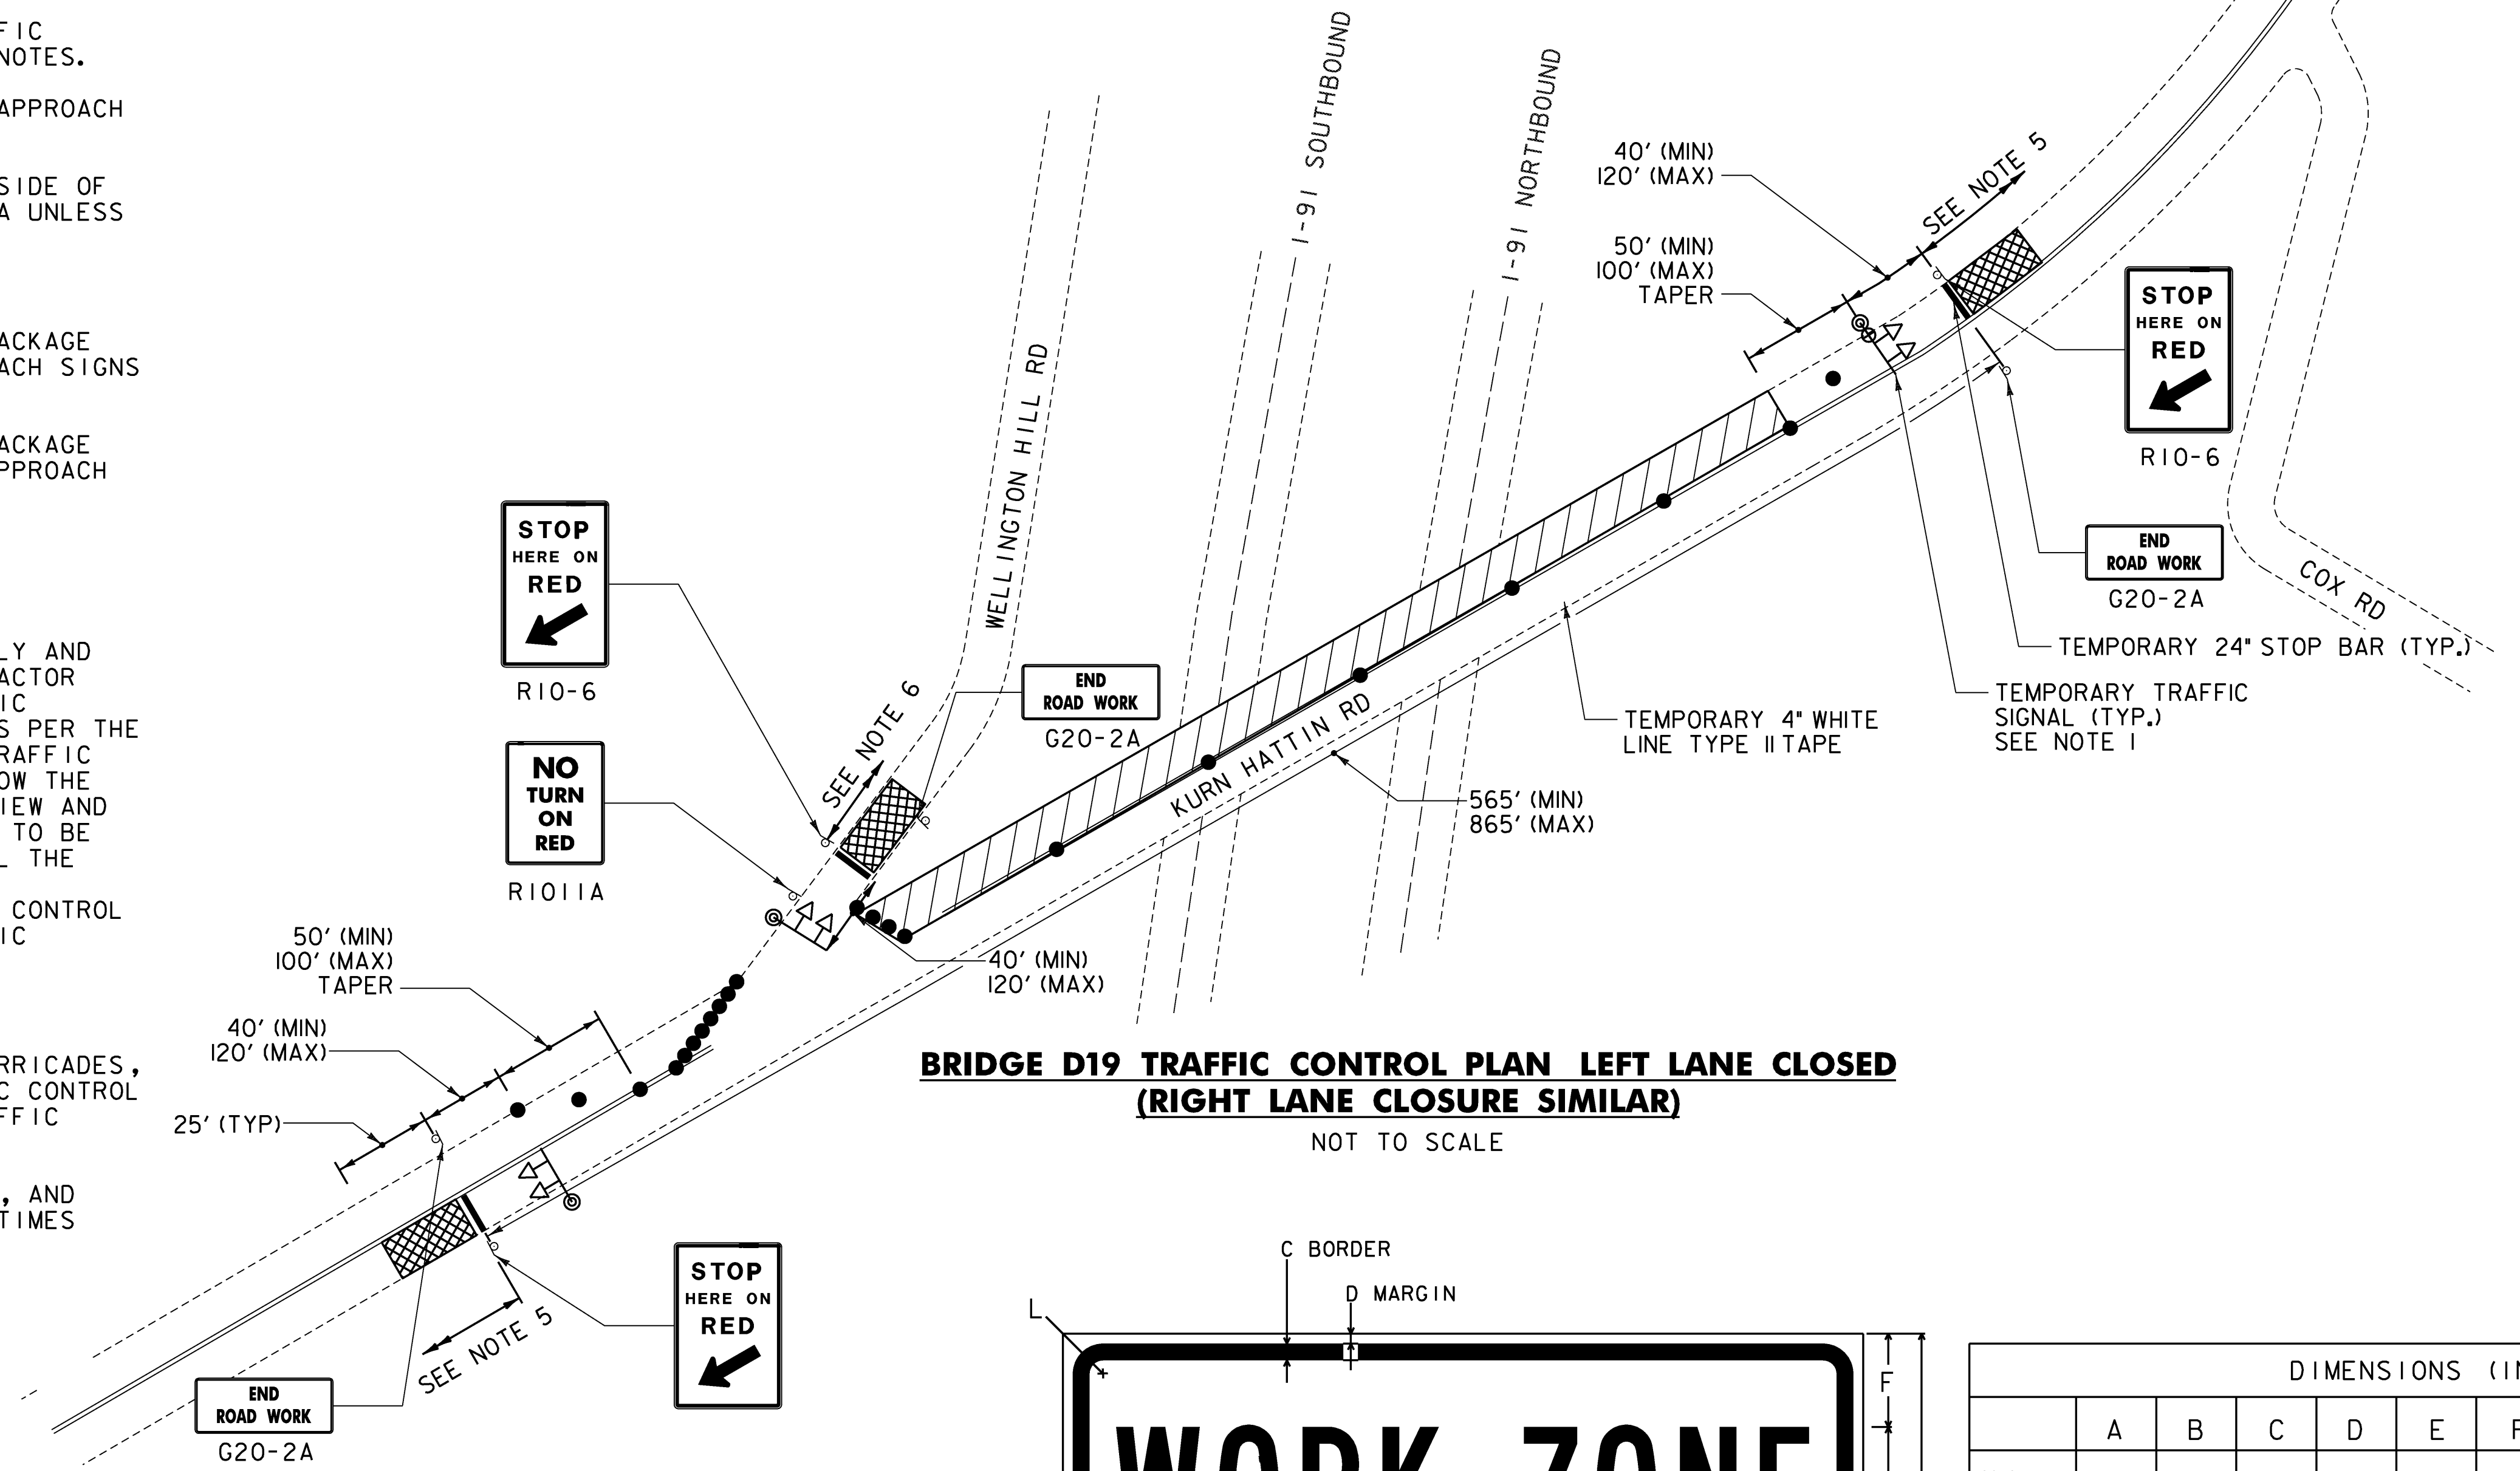 FIC
NOTES.
APPROACH
SIDE OF
A UNLESS
ACKAGE
ACH SIGNS
ACKAGE
PPROACH
LY AND
ACTOR
IC
S PER THE
RAFFIC
OW THE
IEW AND
TO BE
L THE
CONTROL
IC
RRICADES,
C CONTROL
FFIC
, AND
TIMES
I-91 SOUTHBOUND
I-91 NORTHBOUND
WELLINGTON HILL RD
KURN HATTIN RD
COX RD
40' (MIN)
120' (MAX)
50' (MIN)
100' (MAX)
TAPER
SEE NOTE 5
STOP
HERE ON
RED
R10-6
END
ROAD WORK
G20-2A
TEMPORARY 24" STOP BAR (TYP.)
TEMPORARY TRAFFIC
SIGNAL (TYP.)
SEE NOTE 1
TEMPORARY 4" WHITE
LINE TYPE II TAPE
565' (MIN)
865' (MAX)
STOP
HERE ON
RED
R10-6
NO
TURN
ON
RED
R1011A
SEE NOTE 6
END
ROAD WORK
G20-2A
40' (MIN)
120' (MAX)
50' (MIN)
100' (MAX)
TAPER
40' (MIN)
120' (MAX)
25' (TYP)
SEE NOTE 5
STOP
HERE ON
RED
END
ROAD WORK
G20-2A
BRIDGE D19 TRAFFIC CONTROL PLAN LEFT LANE CLOSED
(RIGHT LANE CLOSURE SIMILAR)
NOT TO SCALE
C BORDER
D MARGIN
L
F
WORK ZONE
DIMENSIONS (IN
A B C D E F